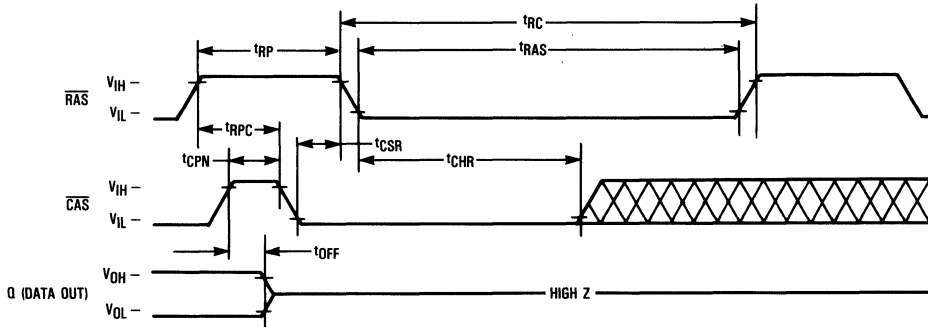 tRC
tRP
tRAS
RAS
VIH
VIL
tRPC
tCSR
tCPN
tCHR
CAS
VIH
VIL
tOFF
Q (DATA OUT)
VOH
VOL
HIGH Z